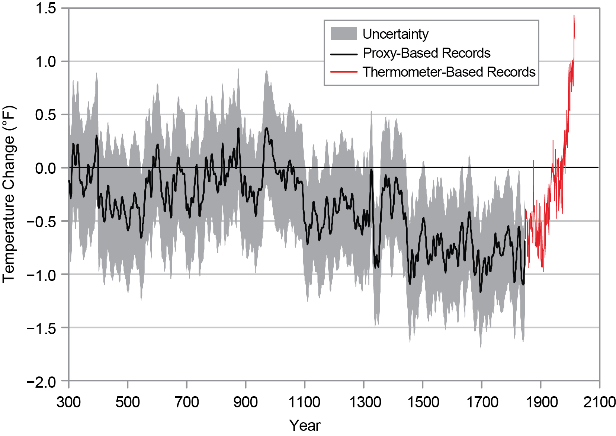 Uncertainty
Proxy-Based Records
Thermometer-Based Records
Temperature Change (°F)
1.5
1.0
0.5
0.0
−0.5
−1.0
−1.5
−2.0
300 500 700 900 1100 1300 1500 1700 1900 2100
Year